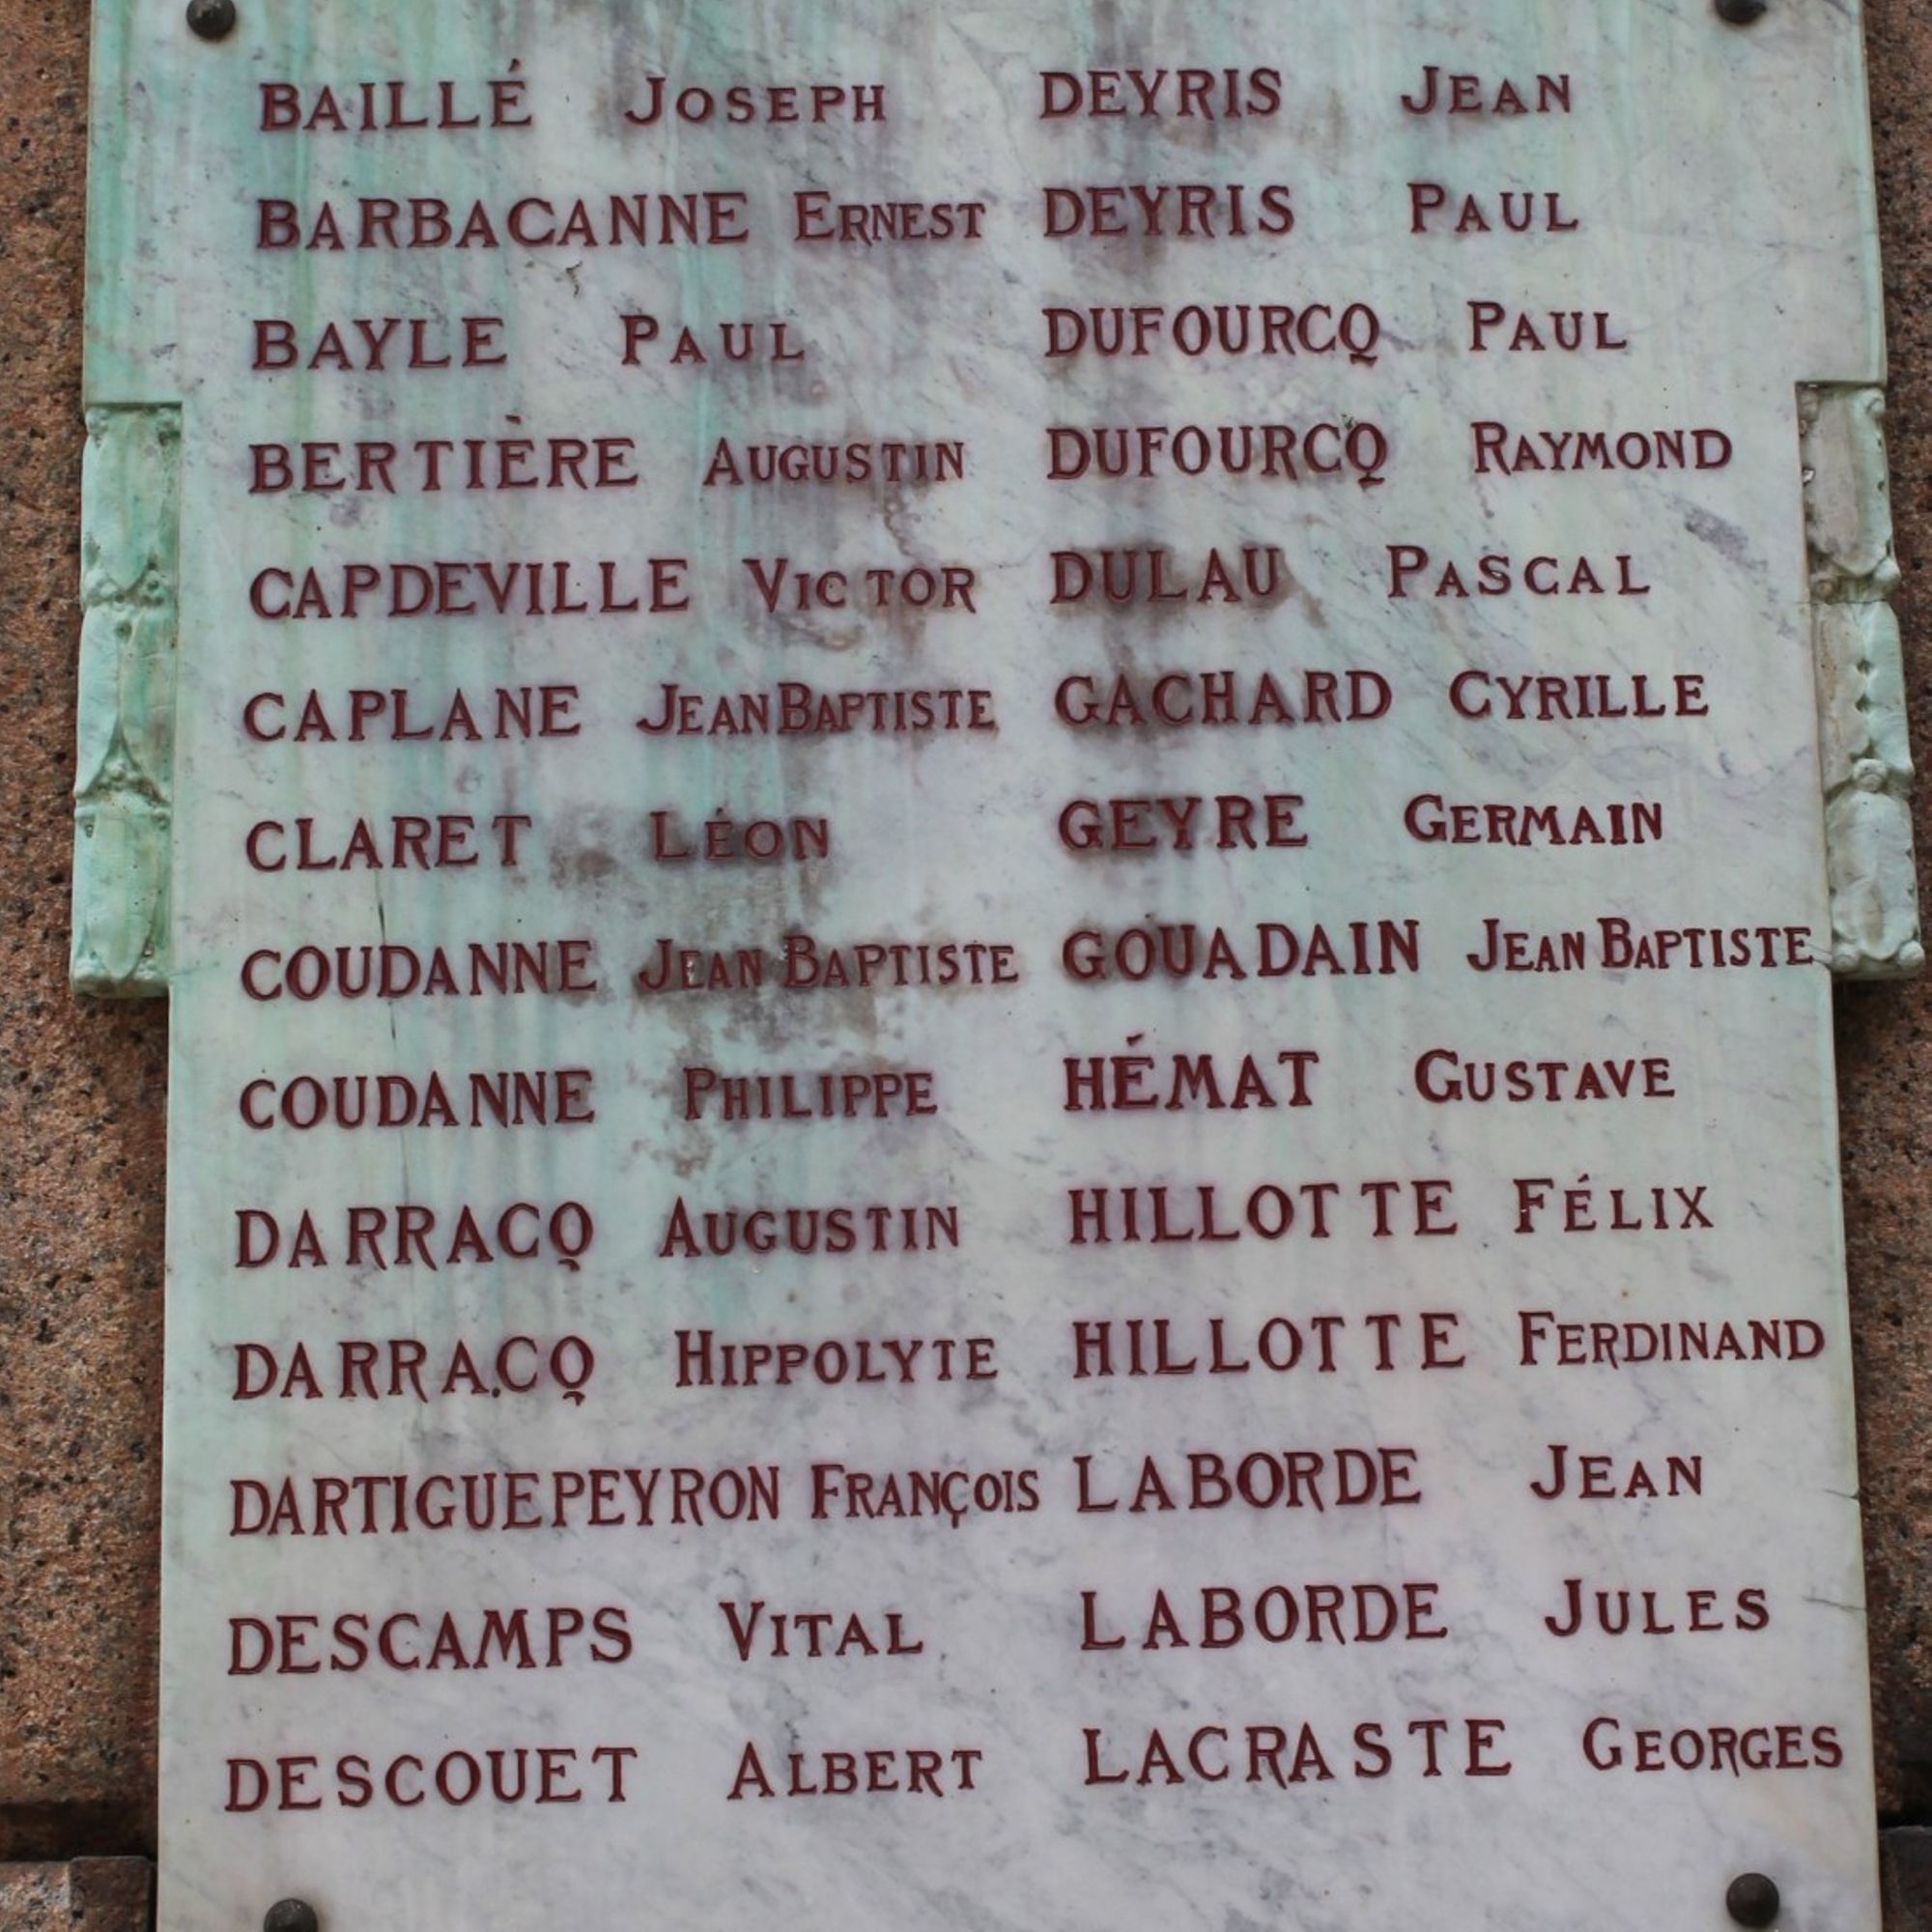 BAILLÉ JOSEPH
BARBACANNE ERNEST
BAYLE PAUL
BERTIÈRE AUGUSTIN
CAPDEVILLE VICTOR
CAPLANE JEAN BAPTISTE
CLARET LÉON
COUDANNE JEAN BAPTISTE
COUDANNE PHILIPPE
DARRACQ AUGUSTIN
DARRACQ HIPPOLYTE
DARTIGUEPEYRON FRANÇOIS
DESCAMPS VITAL
DESCOUET ALBERT
DEYRIS JEAN
DEYRIS PAUL
DUFOURCQ PAUL
DUFOURCQ RAYMOND
DULAU PASCAL
GACHARD CYRILLE
GEYRE GERMAIN
GOUADAIN JEAN BAPTISTE
HÉMAT GUSTAVE
HILLOTTE FÉLIX
HILLOTTE FERDINAND
LABORDE JEAN
LABORDE JULES
LACRASTE GEORGES